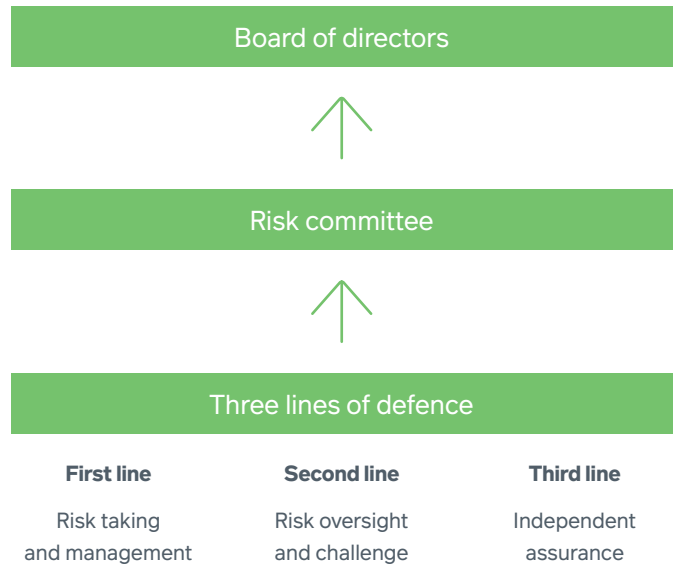 Board of directors
Risk committee
Three lines of defence
First line
Risk taking
and management
Second line
Risk oversight
and challenge
Third line
Independent
assurance